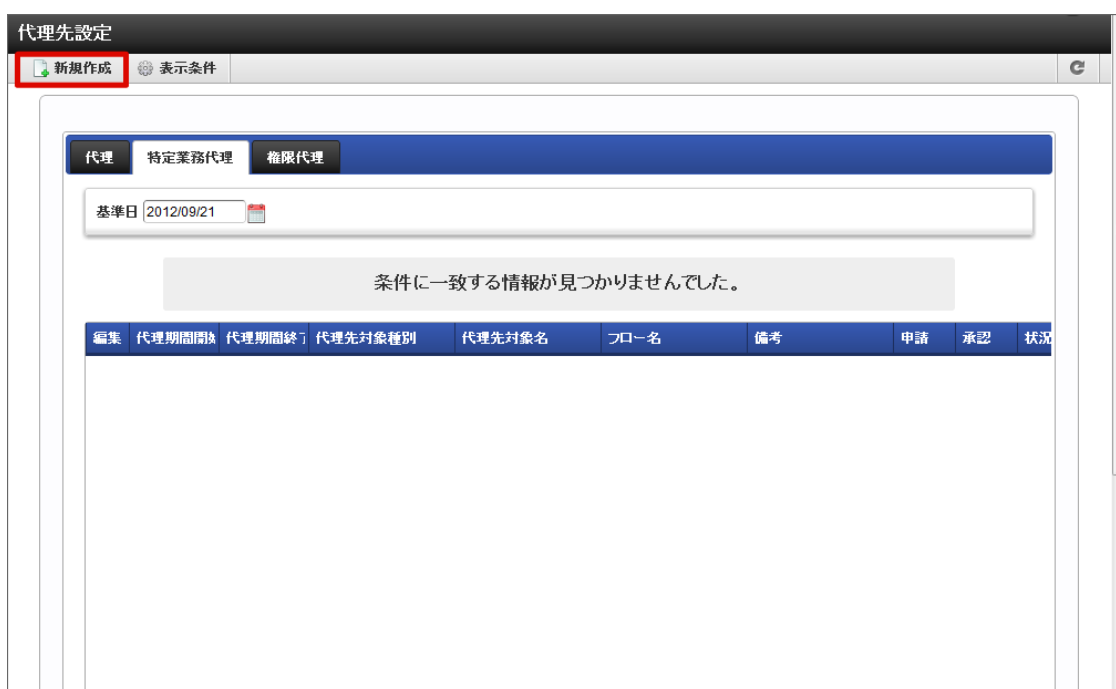 代理先設定
新規作成 表示条件
代理 特定業務代理 権限代理
基準日 2012/09/21
条件に一致する情報が見つかりませんでした。
編集 代理期間開始 代理期間終了 代理先対象種別 代理先対象名 フロー名 備考 申請 承認 状況